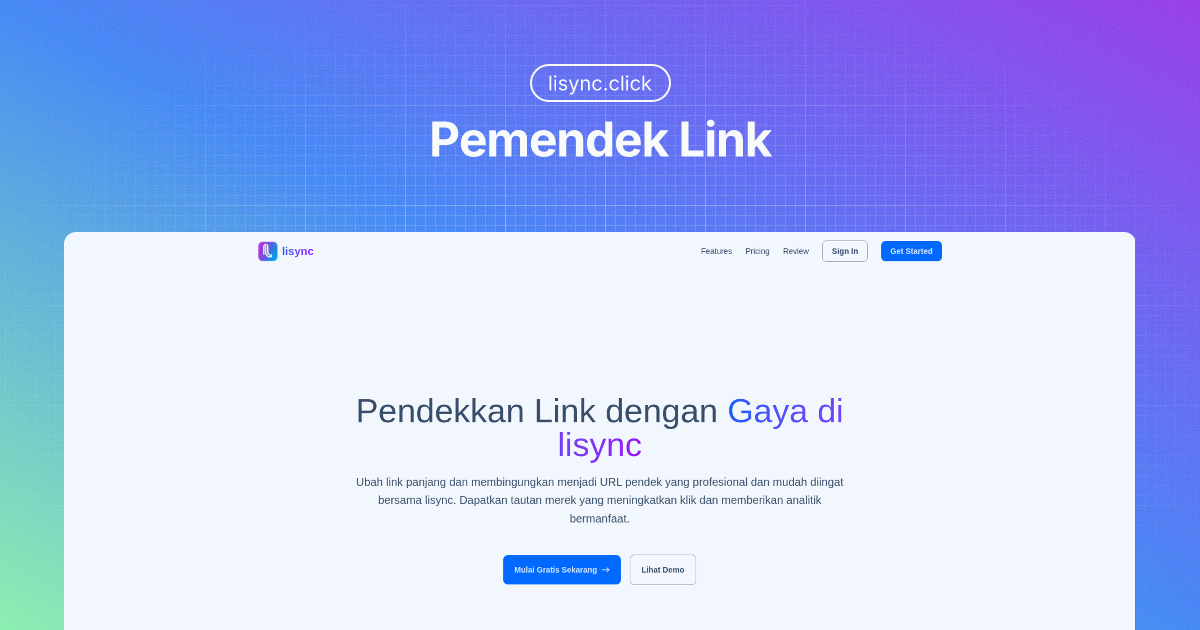 lisync.click
Pemendek Link
lisync
Features Pricing Review Sign In Get Started
Pendekkan Link dengan Gaya di
lisync
Ubah link panjang dan membingungkan menjadi URL pendek yang profesional dan mudah diingat
bersama lisync. Dapatkan tautan merek yang meningkatkan klik dan memberikan analitik
bermanfaat.
Mulai Gratis Sekarang → Lihat Demo